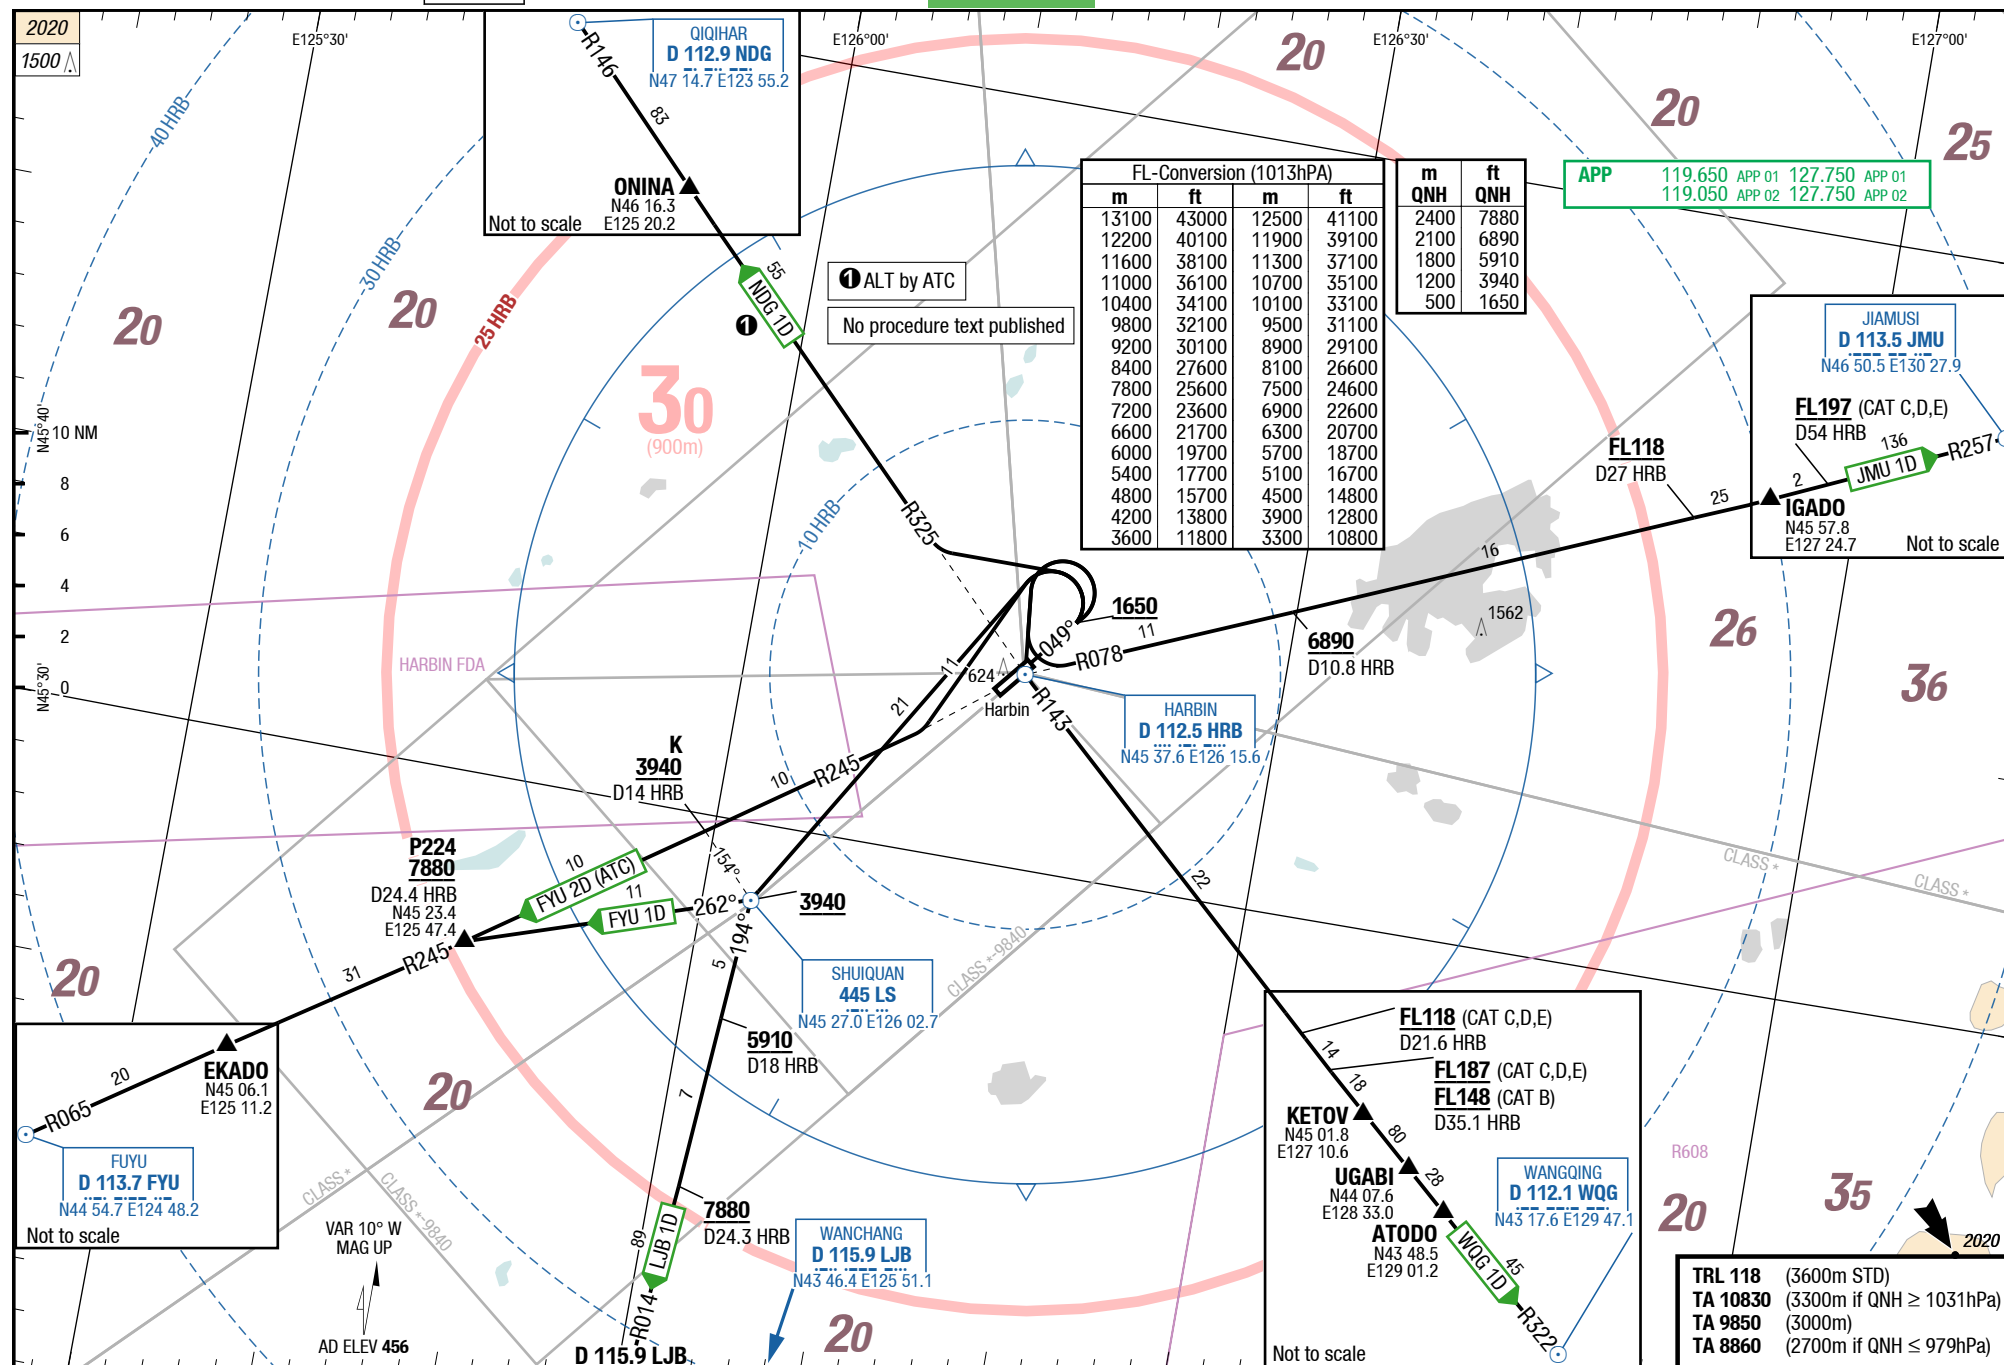 2020
1500
E125°30'
E126°00'
E126°30'
E127°00'
QIQIHAR
D 112.9 NDG
N47 14.7 E123 55.2
R146
83
ONINA
N46 16.3
E125 20.2
Not to scale
40 HRB
30 HRB
25 HRB
10 HRB
20
20
20
20
25
30
(900m)
55
NDG 1D
❶
❶ ALT by ATC
No procedure text published
FL-Conversion (1013hPA)
m ft m ft
13100 43000 12500 41100
12200 40100 11900 39100
11600 38100 11300 37100
11000 36100 10700 35100
10400 34100 10100 33100
9800 32100 9500 31100
9200 30100 8900 29100
8400 27600 8100 26600
7800 25600 7500 24600
7200 23600 6900 22600
6600 21700 6300 20700
6000 19700 5700 18700
5400 17700 5100 16700
4800 15700 4500 14800
4200 13800 3900 12800
3600 11800 3300 10800
m ft
QNH QNH
2400 7880
2100 6890
1800 5910
1200 3940
500 1650
APP 119.650 APP 01 127.750 APP 01
119.050 APP 02 127.750 APP 02
JIAMUSI
D 113.5 JMU
N46 50.5 E130 27.9
FL197 (CAT C,D,E)
D54 HRB
136
JMU 1D
R257
2
IGADO
N45 57.8
E127 24.7
Not to scale
FL118
D27 HRB
25
16
N45°40'
10 NM
8
6
4
2
0
N45°30'
R325
1650
049°
11
R078
6890
D10.8 HRB
1562
26
36
HARBIN FDA
624
Harbin
R143
HARBIN
D 112.5 HRB
N45 37.6 E126 15.6
11
21
K
3940
D14 HRB
10
R245
154°
P224
7880
D24.4 HRB
N45 23.4
E125 47.4
10
FYU 2D (ATC)
11
FYU 1D
262°
3940
194°
5
SHUIQUAN
445 LS
N45 27.0 E126 02.7
CLASS *-9840
CLASS *
CLASS *
22
R245
31
20
5910
D18 HRB
7
EKADO
N45 06.1
E125 11.2
20
R065
FUYU
D 113.7 FYU
N44 54.7 E124 48.2
Not to scale
20
CLASS *
CLASS *-9840
VAR 10° W
MAG UP
AD ELEV 456
7880
D24.3 HRB
89
LJB 1D
R014
D 115.9 LJB
WANCHANG
D 115.9 LJB
N43 46.4 E125 51.1
20
FL118 (CAT C,D,E)
D21.6 HRB
14
FL187 (CAT C,D,E)
FL148 (CAT B)
D35.1 HRB
18
KETOV
N45 01.8
E127 10.6
80
UGABI
N44 07.6
E128 33.0
28
ATODO
N43 48.5
E129 01.2
WQG 1D
45
R322
WANGQING
D 112.1 WQG
N43 17.6 E129 47.1
Not to scale
R608
20
35
2020
TRL 118 (3600m STD)
TA 10830 (3300m if QNH ≥ 1031hPa)
TA 9850 (3000m)
TA 8860 (2700m if QNH ≤ 979hPa)